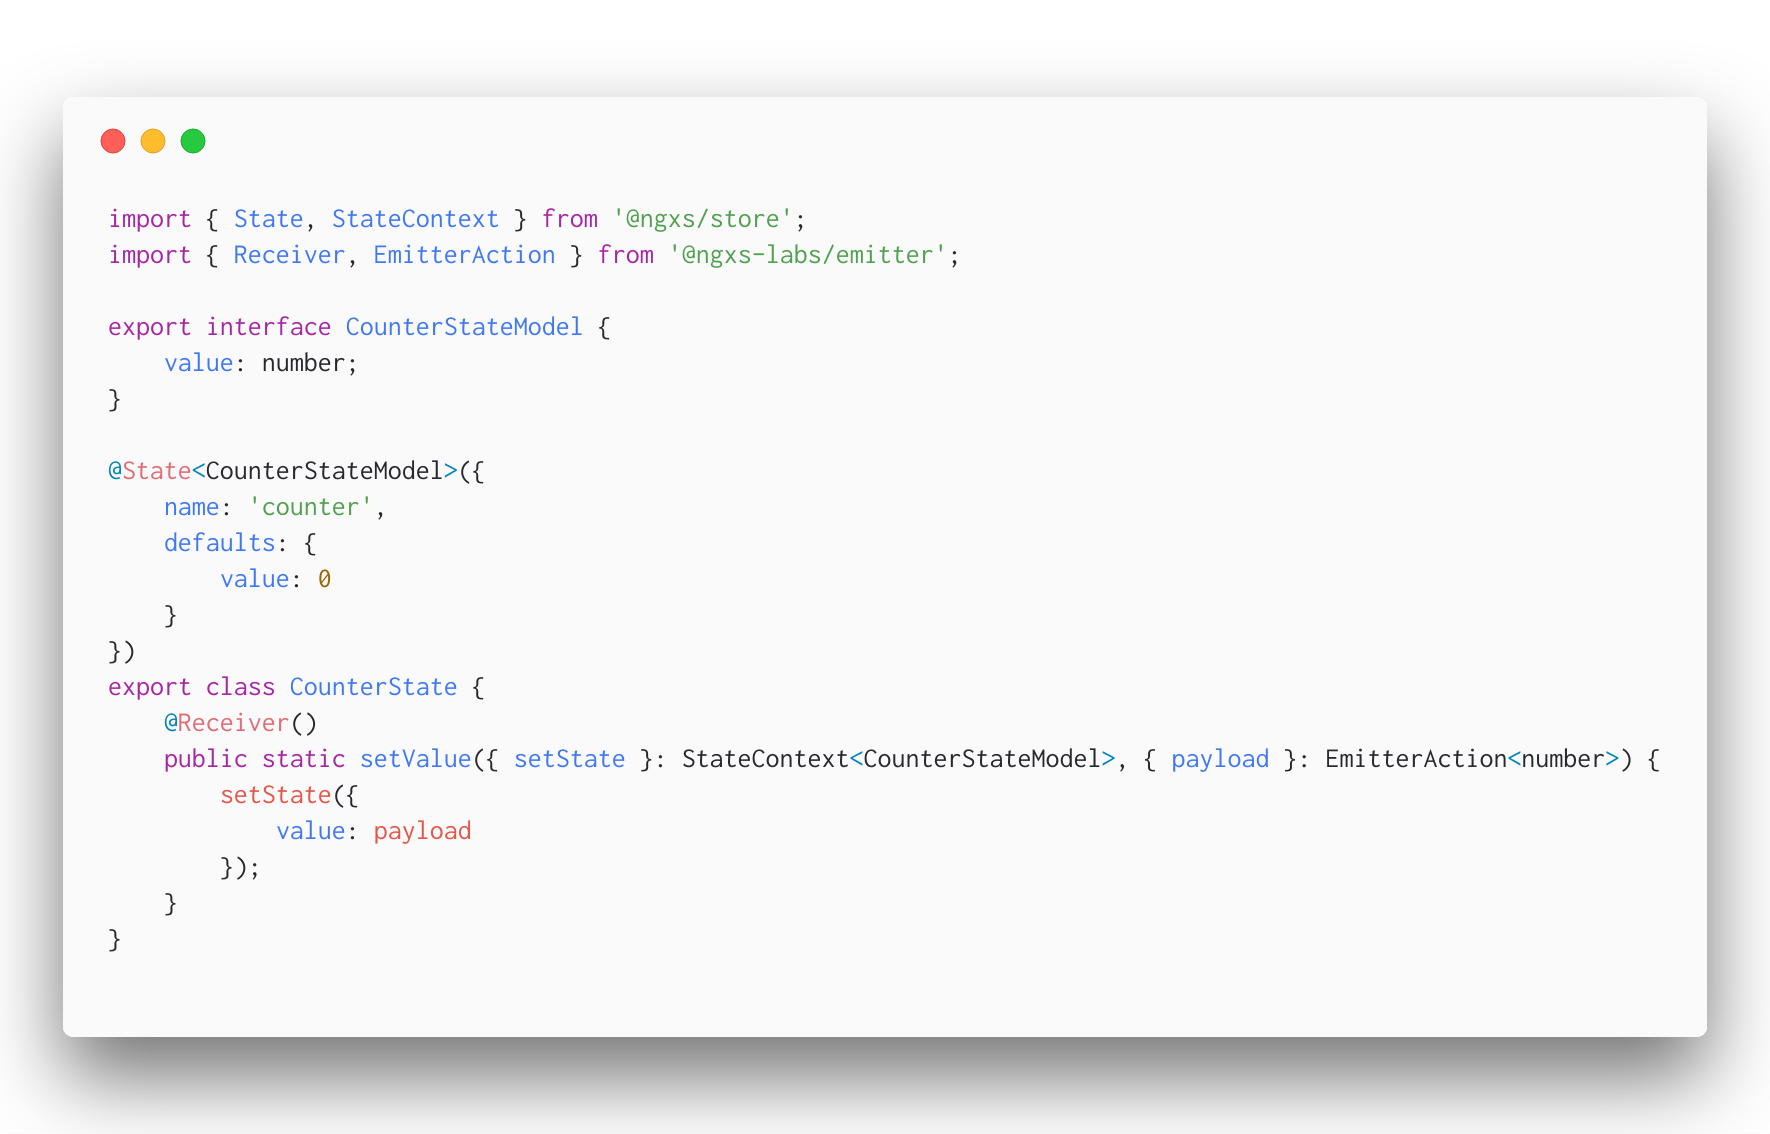 import { State, StateContext } from '@ngxs/store';
import { Receiver, EmitterAction } from '@ngxs-labs/emitter';

export interface CounterStateModel {
    value: number;
}

@State<CounterStateModel>({
    name: 'counter',
    defaults: {
        value: 0
    }
})
export class CounterState {
    @Receiver()
    public static setValue({ setState }: StateContext<CounterStateModel>, { payload }: EmitterAction<number>) {
        setState({
            value: payload
        });
    }
}